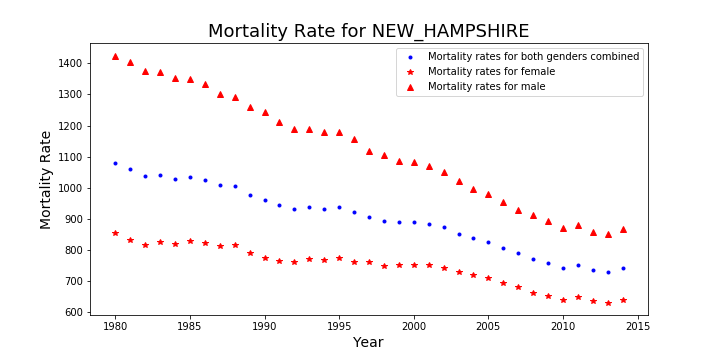 Mortality Rate for NEW_HAMPSHIRE
Mortality rates for both genders combined
Mortality rates for female
Mortality rates for male
Mortality Rate
1400
1300
1200
1100
1000
900
800
700
600
1980 1985 1990 1995 2000 2005 2010 2015
Year